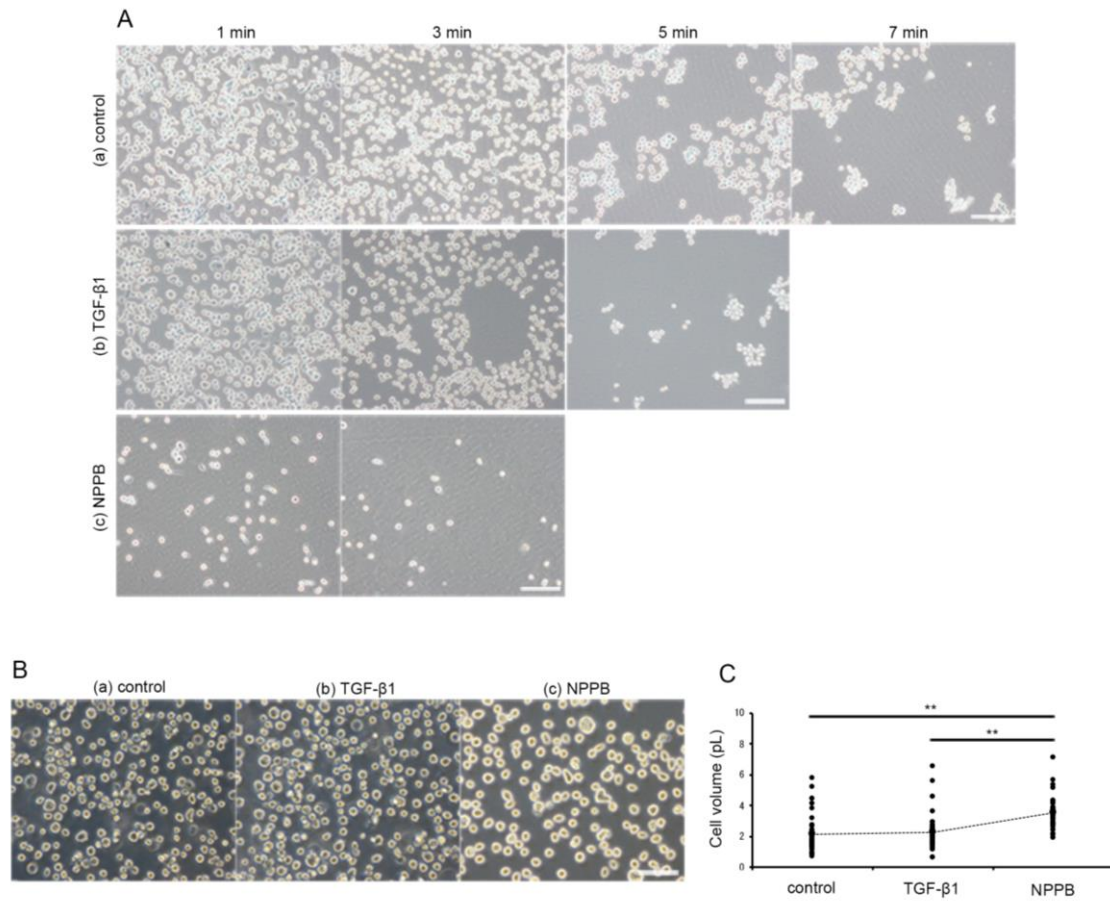 A
1 min 3 min 5 min 7 min
(a) control
(b) TGF-β1
(c) NPPB
B
(a) control (b) TGF-β1 (c) NPPB
C
**
**
Cell volume (pL)
10
8
6
4
2
0
control TGF-β1 NPPB